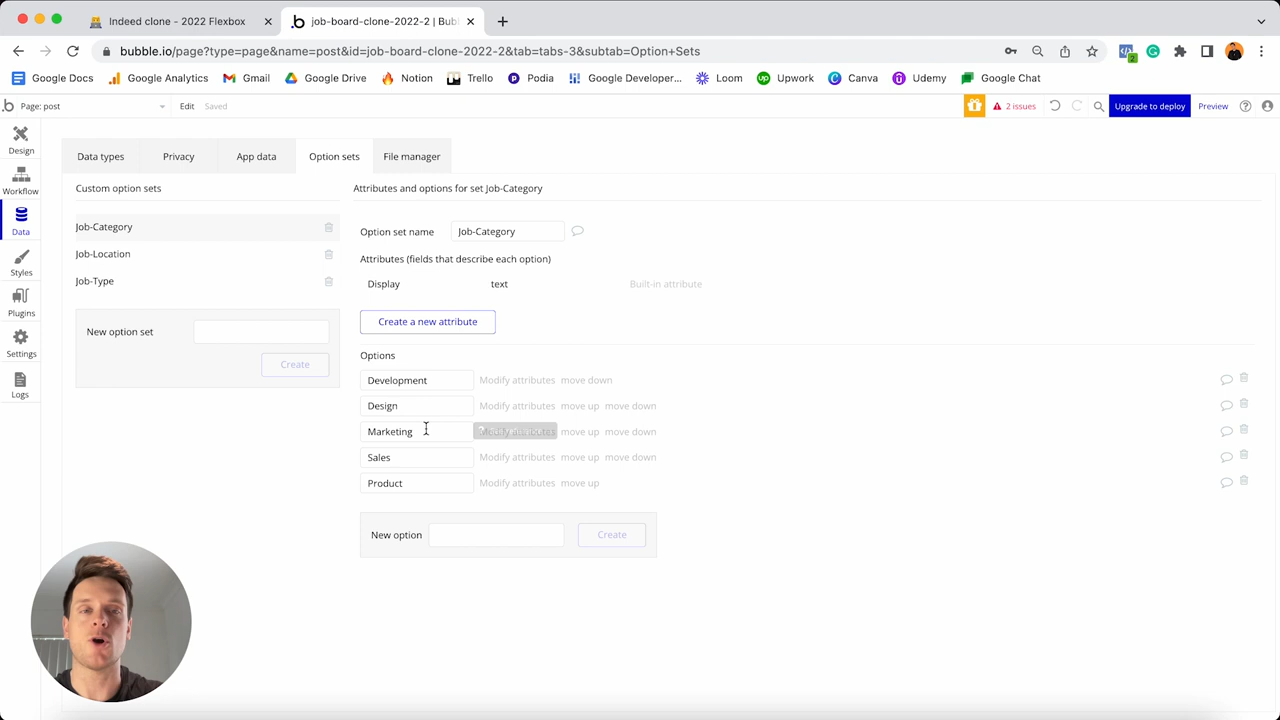 Indeed clone - 2022 Flexbox
job-board-clone-2022-2 | Bubb
bubble.io/page?type=page&name=post&id=job-board-clone-2022-2&tab=tabs-3&subtab=Option+Sets
2
Google Docs Google Analytics Gmail Google Drive Notion Trello Podia Google Developer... Loom Upwork Canva Udemy Google Chat
Page: post Edit Saved 2 issues Upgrade to deploy Preview
Design
Workflow
Data
Styles
Plugins
Settings
Logs
Data types Privacy App data Option sets File manager
Custom option sets
Job-Category
Job-Location
Job-Type
New option set
Create
Attributes and options for set Job-Category
Option set name Job-Category
Attributes (fields that describe each option)
Display text Built-in attribute
Create a new attribute
Options
Development Modify attributes move down
Design Modify attributes move up move down
Marketing Modify attributes move up move down
Sales Modify attributes move up move down
Product Modify attributes move up
New option Create